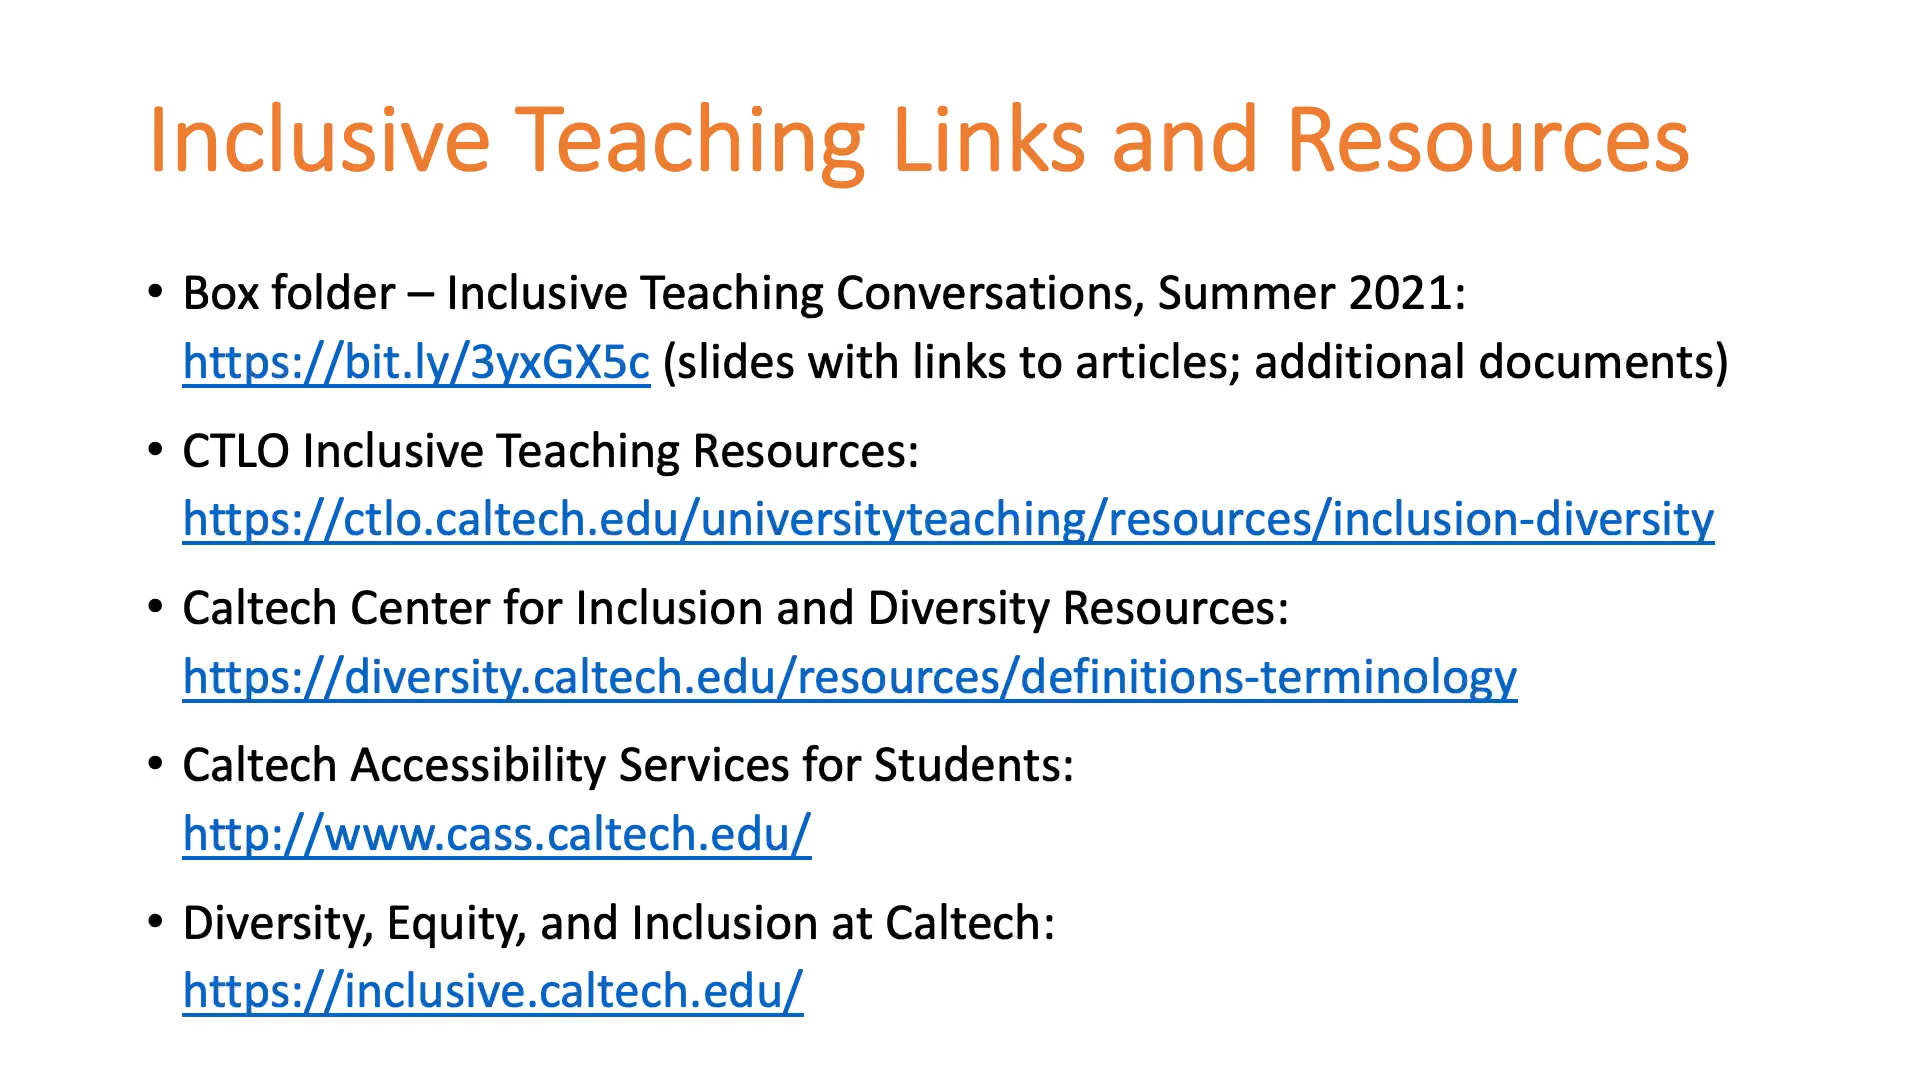 Inclusive Teaching Links and Resources
• Box folder – Inclusive Teaching Conversations, Summer 2021:
https://bit.ly/3yxGX5c (slides with links to articles; additional documents)
• CTLO Inclusive Teaching Resources:
https://ctlo.caltech.edu/universityteaching/resources/inclusion-diversity
• Caltech Center for Inclusion and Diversity Resources:
https://diversity.caltech.edu/resources/definitions-terminology
• Caltech Accessibility Services for Students:
http://www.cass.caltech.edu/
• Diversity, Equity, and Inclusion at Caltech:
https://inclusive.caltech.edu/